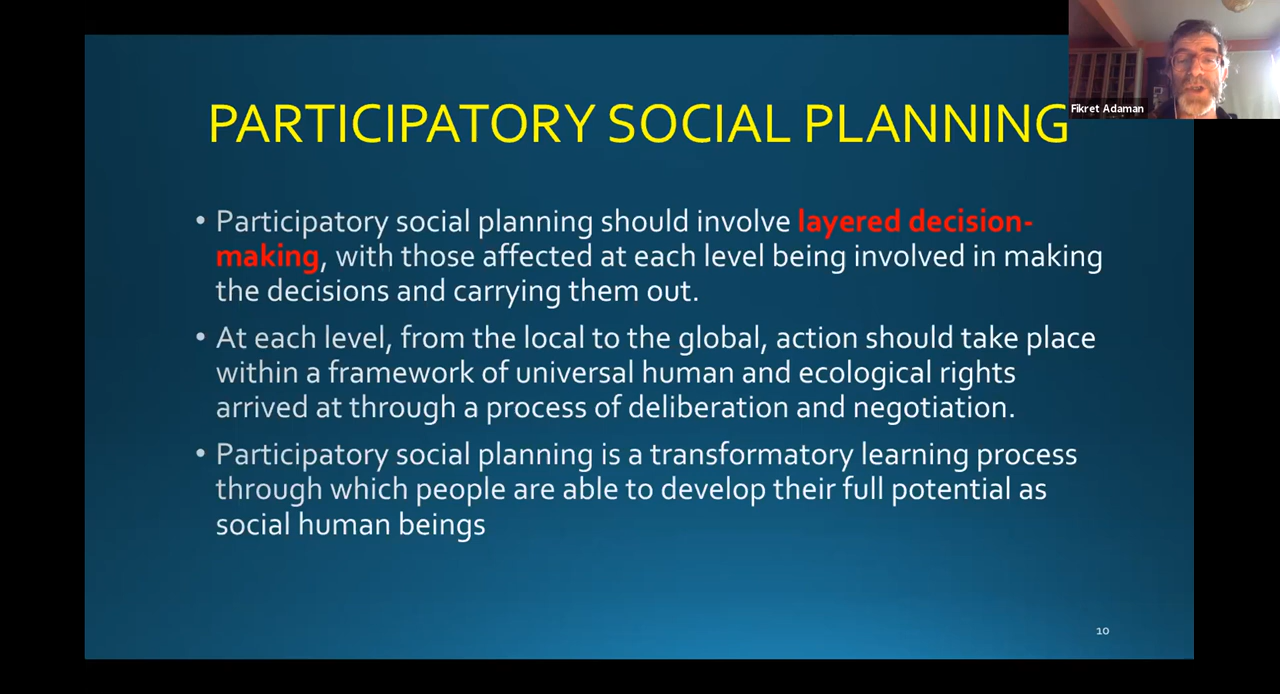 Fikret Adaman
PARTICIPATORY SOCIAL PLANNING
• Participatory social planning should involve layered decision-
making, with those affected at each level being involved in making
the decisions and carrying them out.
• At each level, from the local to the global, action should take place
within a framework of universal human and ecological rights
arrived at through a process of deliberation and negotiation.
• Participatory social planning is a transformatory learning process
through which people are able to develop their full potential as
social human beings
10